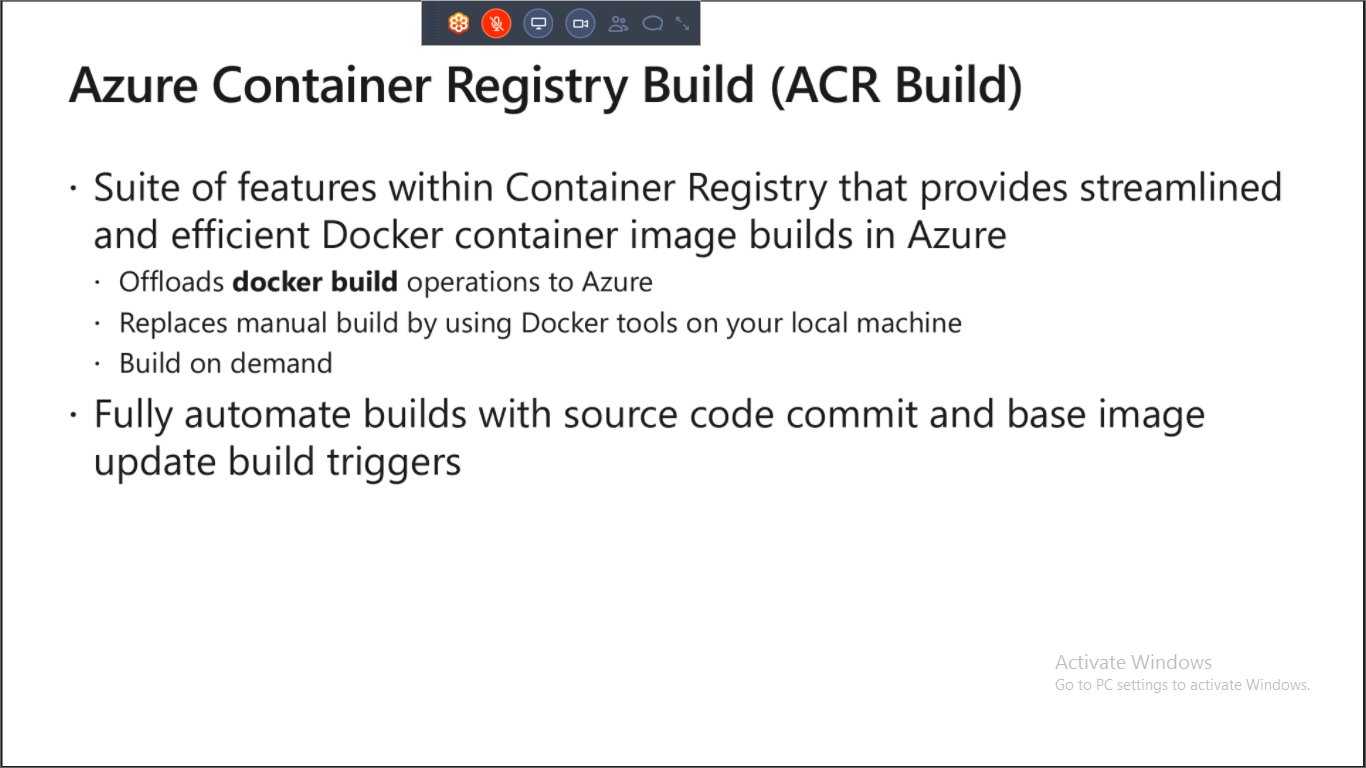 Azure Container Registry Build (ACR Build)
· Suite of features within Container Registry that provides streamlined
and efficient Docker container image builds in Azure
· Offloads docker build operations to Azure
· Replaces manual build by using Docker tools on your local machine
· Build on demand
· Fully automate builds with source code commit and base image
update build triggers
Activate Windows
Go to PC settings to activate Windows.